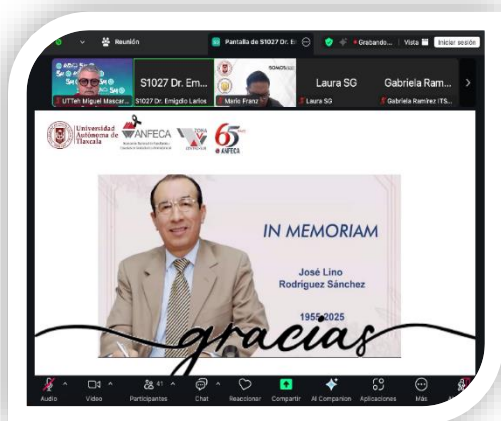 Reunión
Pantalla de S1027 Dr. E
Grabando...
Vista
Iniciar sesión
S1027 Dr. Em...
Laura SG
Gabriela Ram...
UTTeh Miguel Mascar...
S1027 Dr. Emigdio Larios
Mario Franz
Laura SG
Gabriela Ramírez ITS...
Universidad
Autónoma de
Tlaxcala
ANFECA
ZONA
65
ANFECA
IN MEMORIAM
José Lino
Rodríguez Sánchez
1955-2025
gracias
41
Audio
Video
Participantes
Chat
Reaccionar
Compartir
AI Companion
Aplicaciones
Más